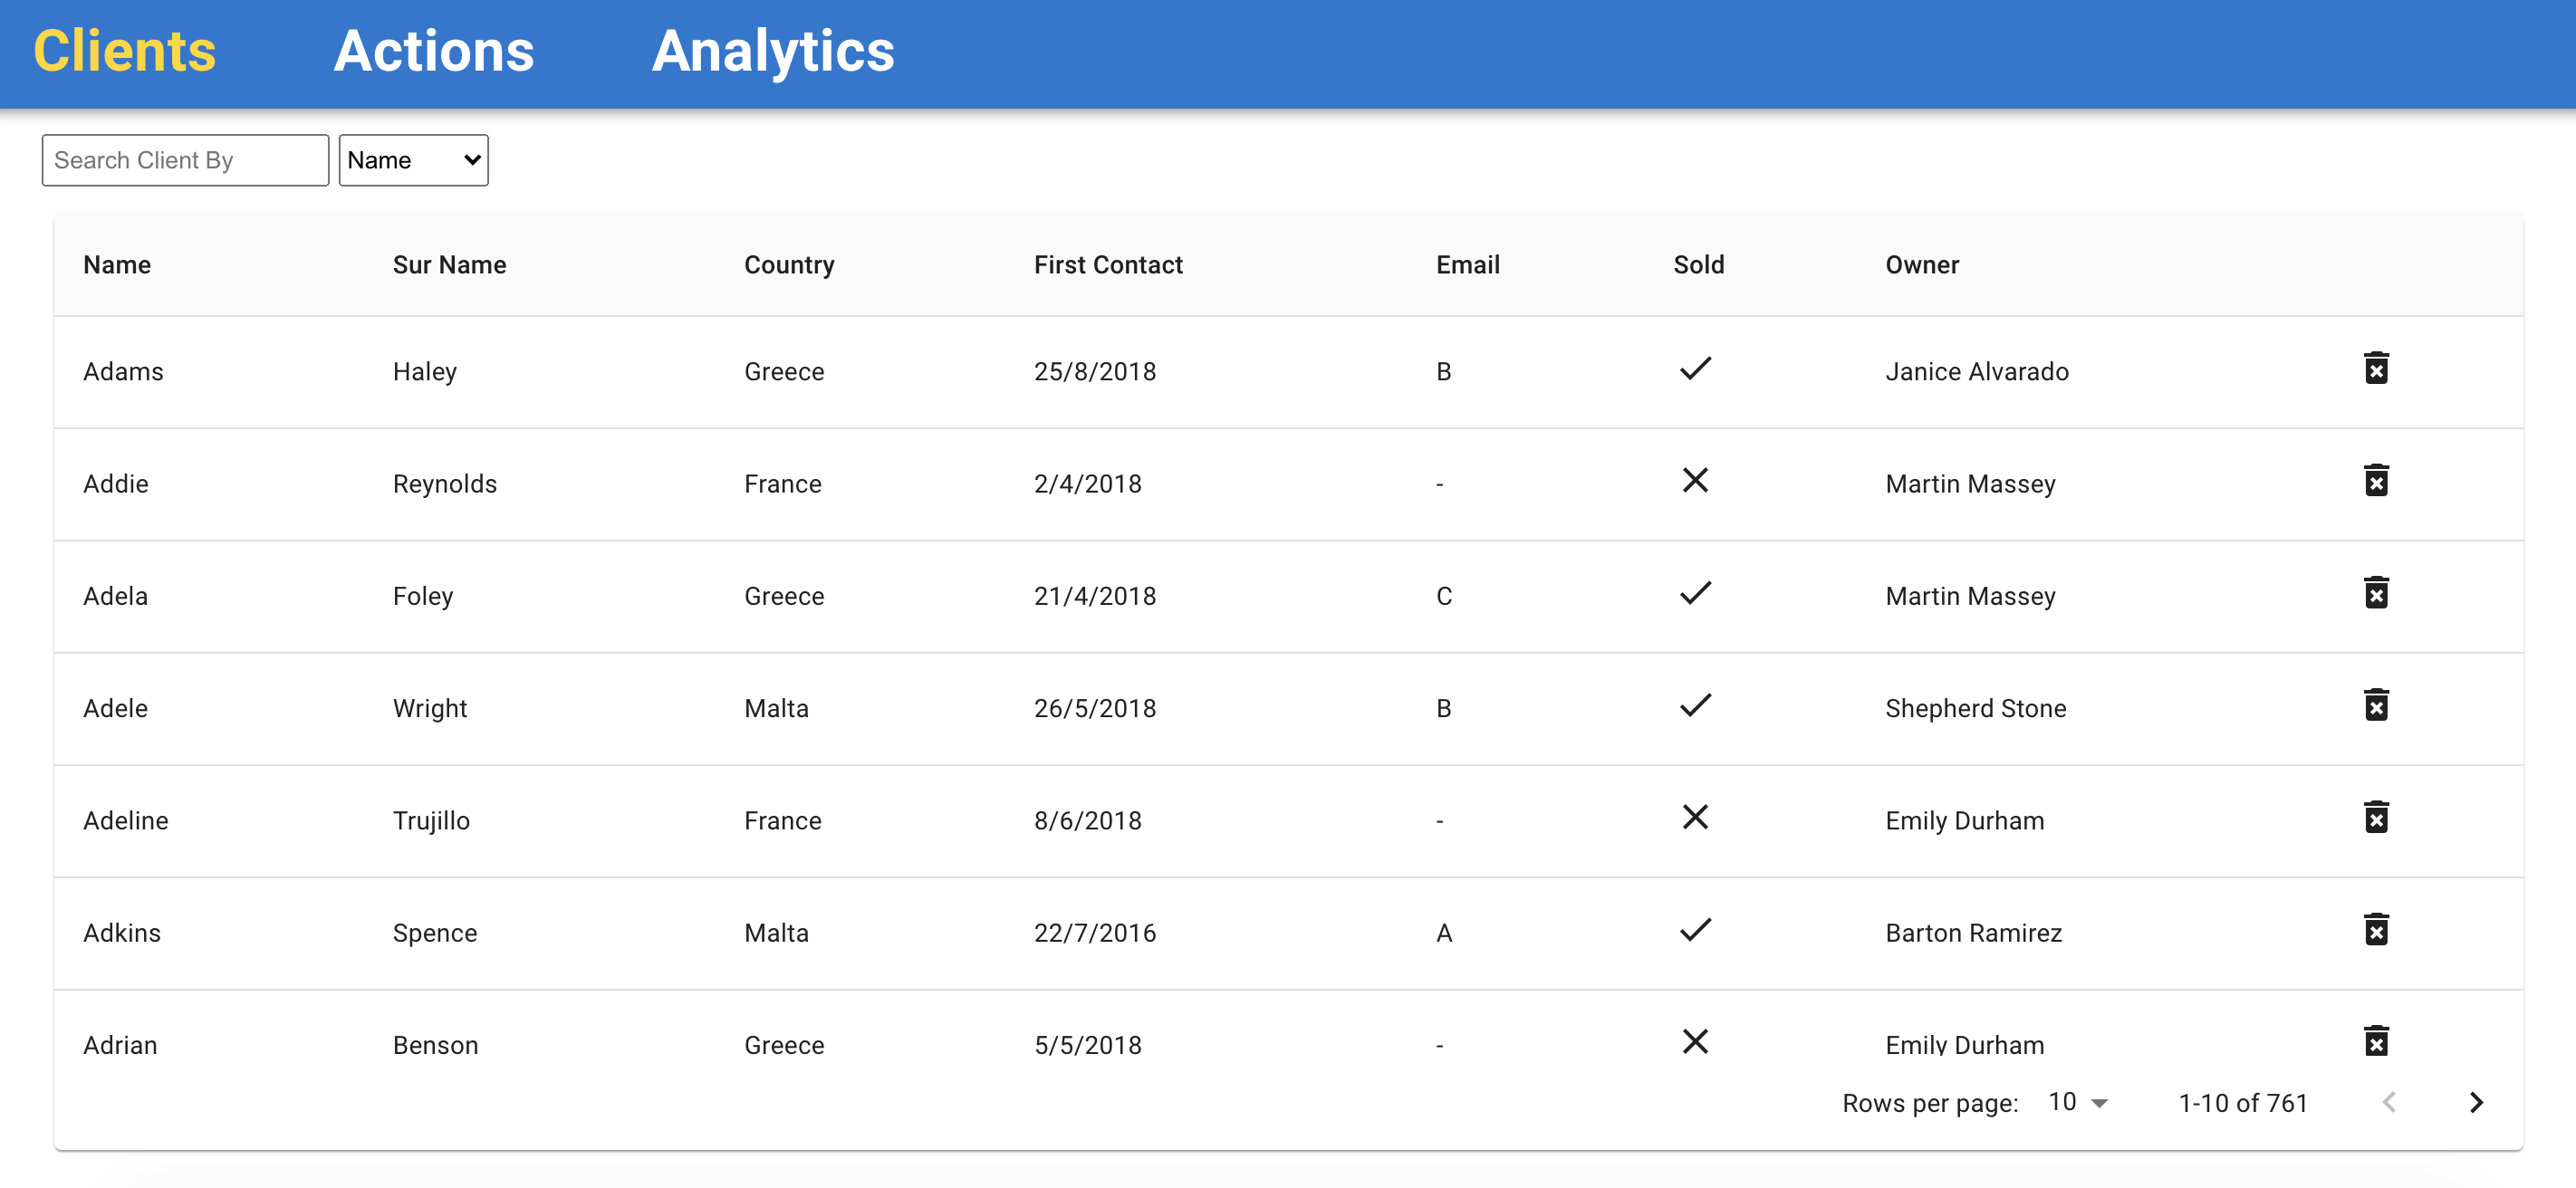 Clients Actions Analytics
Search Client By Name
Name Sur Name Country First Contact Email Sold Owner
Adams Haley Greece 25/8/2018 B Janice Alvarado
Addie Reynolds France 2/4/2018 - Martin Massey
Adela Foley Greece 21/4/2018 C Martin Massey
Adele Wright Malta 26/5/2018 B Shepherd Stone
Adeline Trujillo France 8/6/2018 - Emily Durham
Adkins Spence Malta 22/7/2016 A Barton Ramirez
Adrian Benson Greece 5/5/2018 - Emily Durham
Rows per page: 10 1-10 of 761